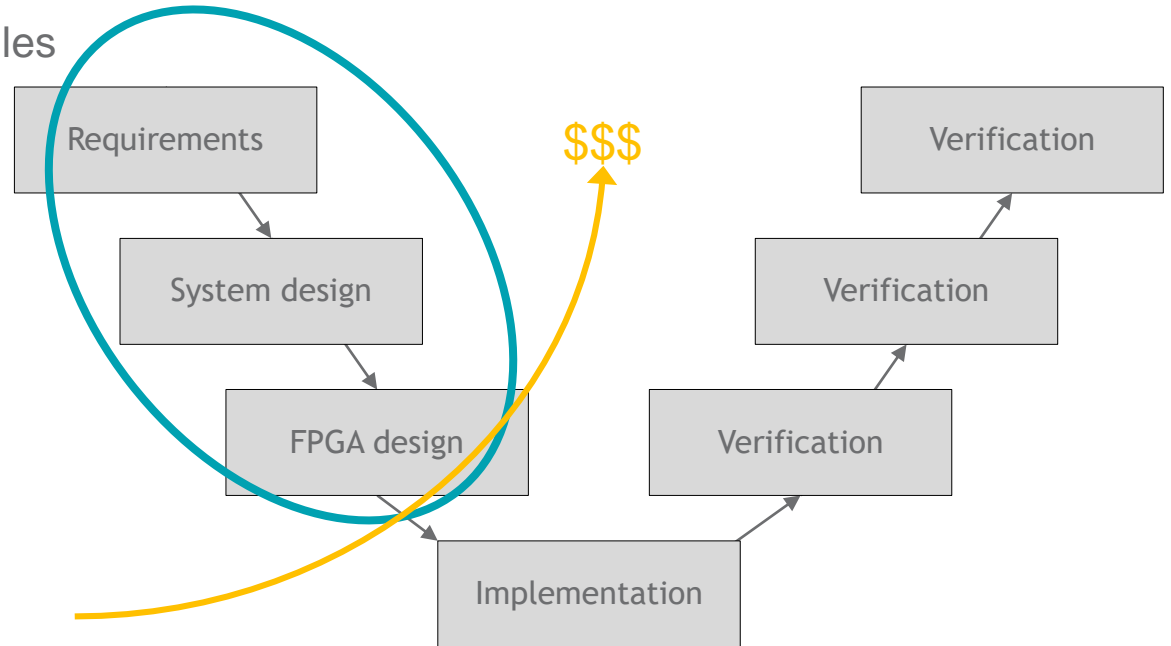 les
Requirements
$$$
Verification
System design
Verification
FPGA design
Verification
Implementation